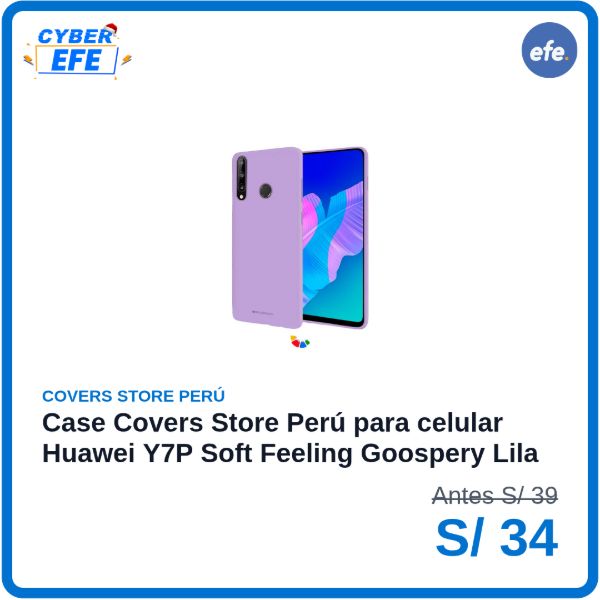 CYBER
EFE
efe.
COVERS STORE PERÚ
Case Covers Store Perú para celular
Huawei Y7P Soft Feeling Goospery Lila
Antes S/ 39
S/ 34